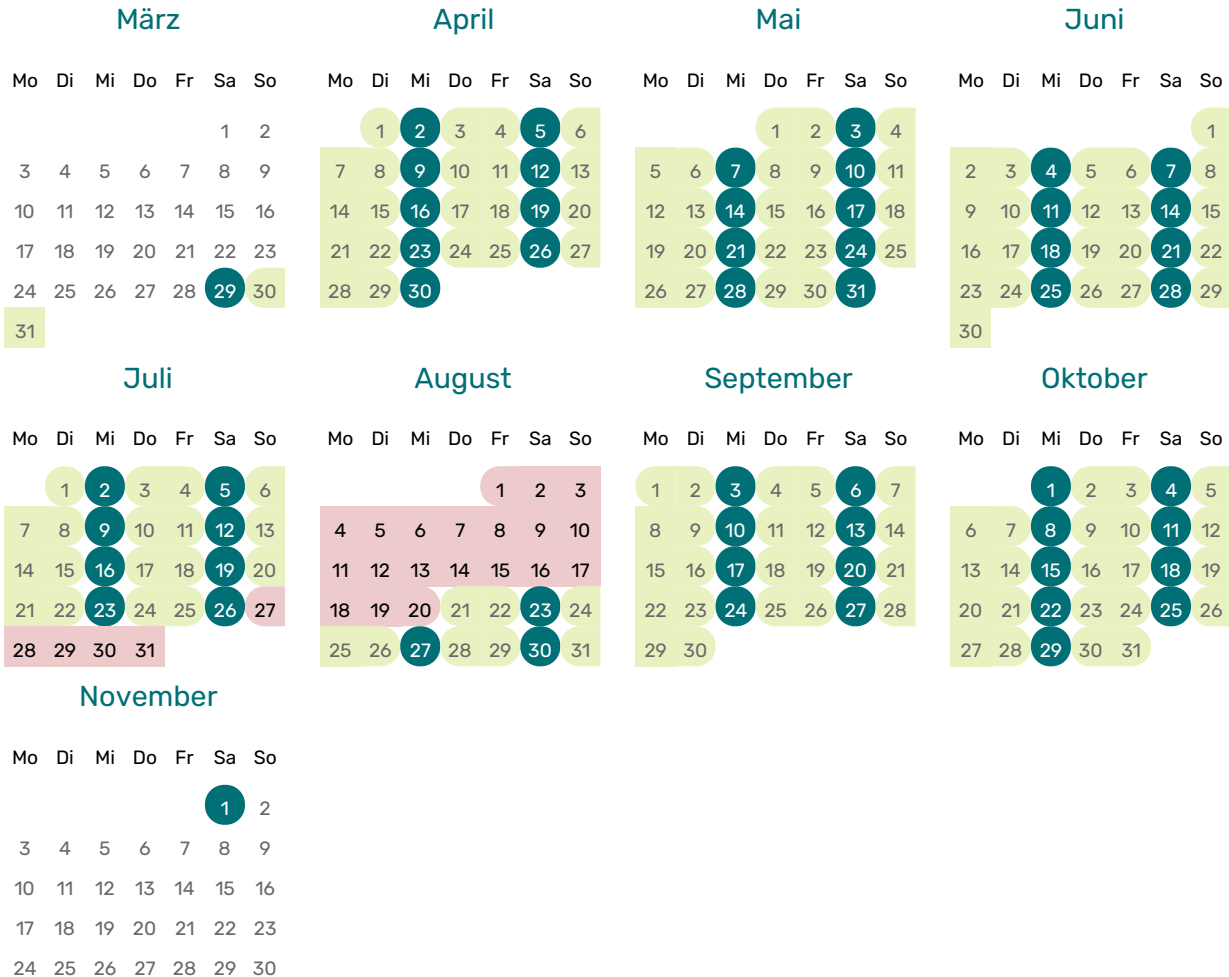 März April Mai Juni
Mo Di Mi Do Fr Sa So Mo Di Mi Do Fr Sa So Mo Di Mi Do Fr Sa So Mo Di Mi Do Fr Sa So
1 2 1 2 3 4 5 6 1 2 3 4 1
3 4 5 6 7 8 9 7 8 9 10 11 12 13 5 6 7 8 9 10 11 2 3 4 5 6 7 8
10 11 12 13 14 15 16 14 15 16 17 18 19 20 12 13 14 15 16 17 18 9 10 11 12 13 14 15
17 18 19 20 21 22 23 21 22 23 24 25 26 27 19 20 21 22 23 24 25 16 17 18 19 20 21 22
24 25 26 27 28 29 30 28 29 30 26 27 28 29 30 31 23 24 25 26 27 28 29
31 30
Juli August September Oktober
Mo Di Mi Do Fr Sa So Mo Di Mi Do Fr Sa So Mo Di Mi Do Fr Sa So Mo Di Mi Do Fr Sa So
1 2 3 4 5 6 1 2 3 1 2 3 4 5 6 7 1 2 3 4 5
7 8 9 10 11 12 13 4 5 6 7 8 9 10 8 9 10 11 12 13 14 6 7 8 9 10 11 12
14 15 16 17 18 19 20 11 12 13 14 15 16 17 15 16 17 18 19 20 21 13 14 15 16 17 18 19
21 22 23 24 25 26 27 18 19 20 21 22 23 24 22 23 24 25 26 27 28 20 21 22 23 24 25 26
28 29 30 31 25 26 27 28 29 30 31 29 30 27 28 29 30 31
November
Mo Di Mi Do Fr Sa So
1 2
3 4 5 6 7 8 9
10 11 12 13 14 15 16
17 18 19 20 21 22 23
24 25 26 27 28 29 30